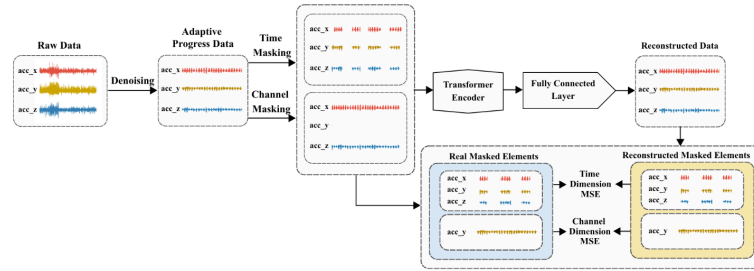 Raw Data
acc_x
acc_y
acc_z
Denoising
Adaptive
Progress Data
acc_x
acc_y
acc_z
Time
Masking
Channel
Masking
acc_x
acc_y
acc_z
acc_x
acc_y
acc_z
Transformer
Encoder
Fully Connected
Layer
Reconstructed Data
acc_x
acc_y
acc_z
Real Masked Elements
acc_x
acc_y
acc_z
acc_y
Time
Dimension
MSE
Channel
Dimension
MSE
Reconstructed Masked Elements
acc_x
acc_y
acc_z
acc_y